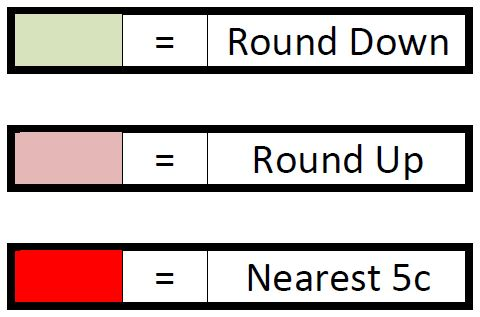 = Round Down
= Round Up
= Nearest 5c